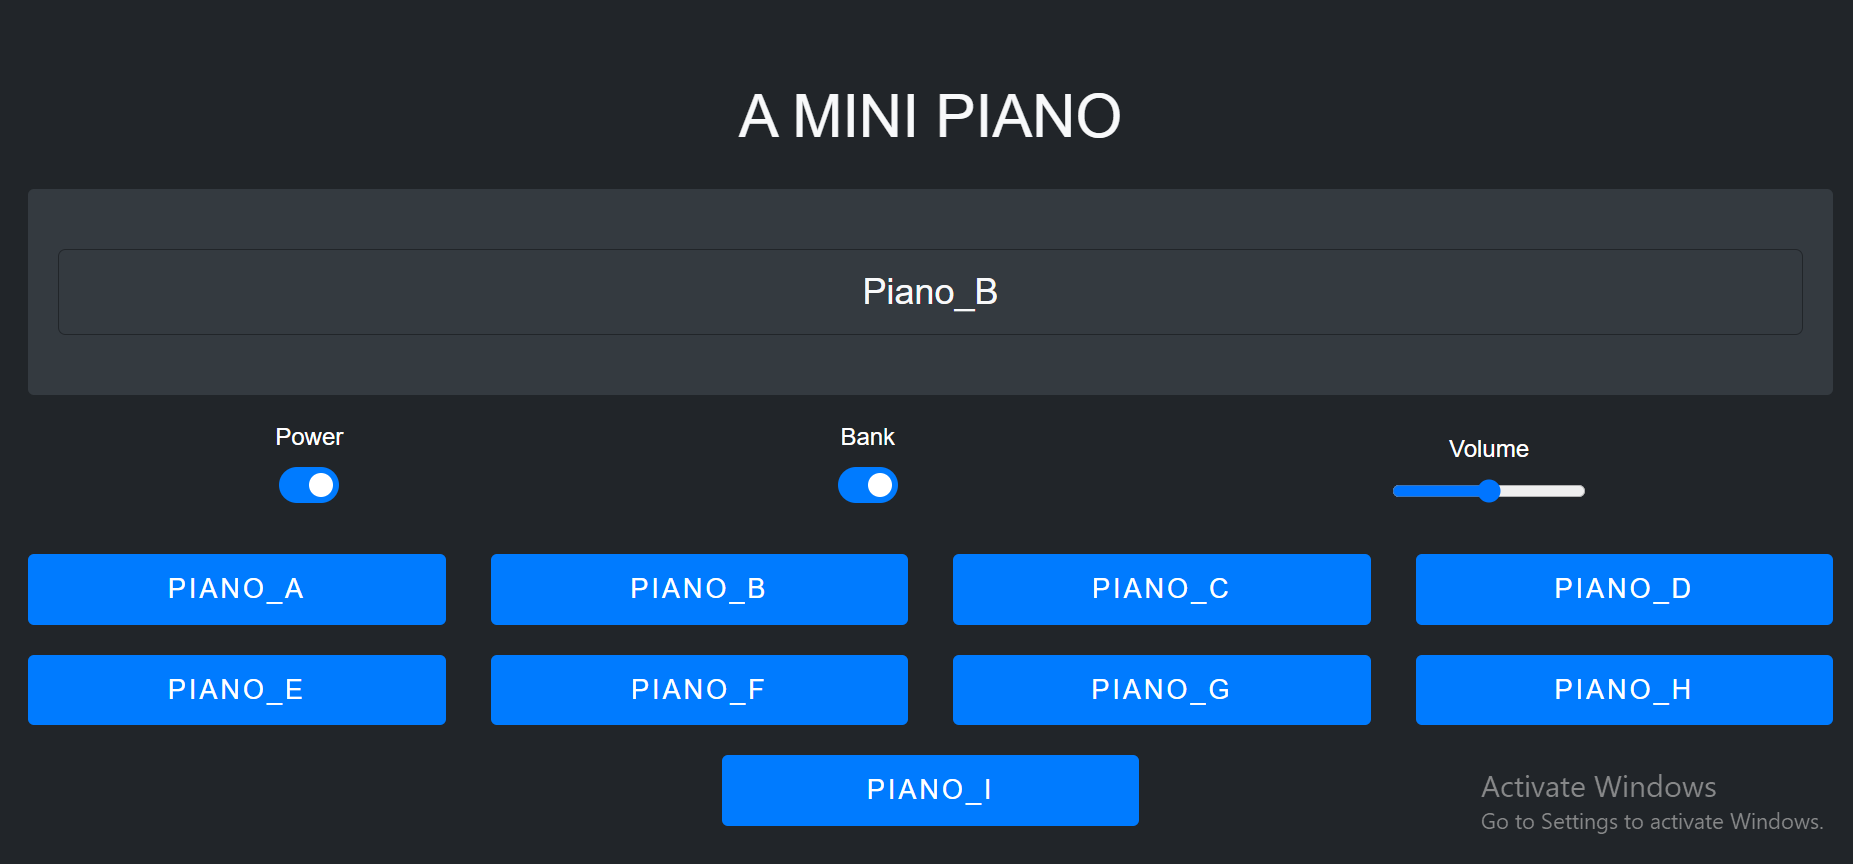 A MINI PIANO
Piano_B
Power
Bank
Volume
PIANO_A
PIANO_B
PIANO_C
PIANO_D
PIANO_E
PIANO_F
PIANO_G
PIANO_H
PIANO_I
Activate Windows
Go to Settings to activate Windows.